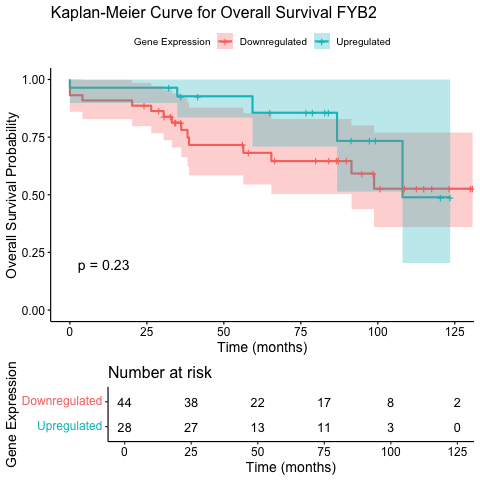 Kaplan-Meier Curve for Overall Survival FYB2
Gene Expression Downregulated Upregulated
Overall Survival Probability
1.00
0.75
0.50
0.25
0.00
p = 0.23
0 25 50 75 100 125
Time (months)
Number at risk
Gene Expression
Downregulated 44 38 22 17 8 2
Upregulated 28 27 13 11 3 0
0 25 50 75 100 125
Time (months)